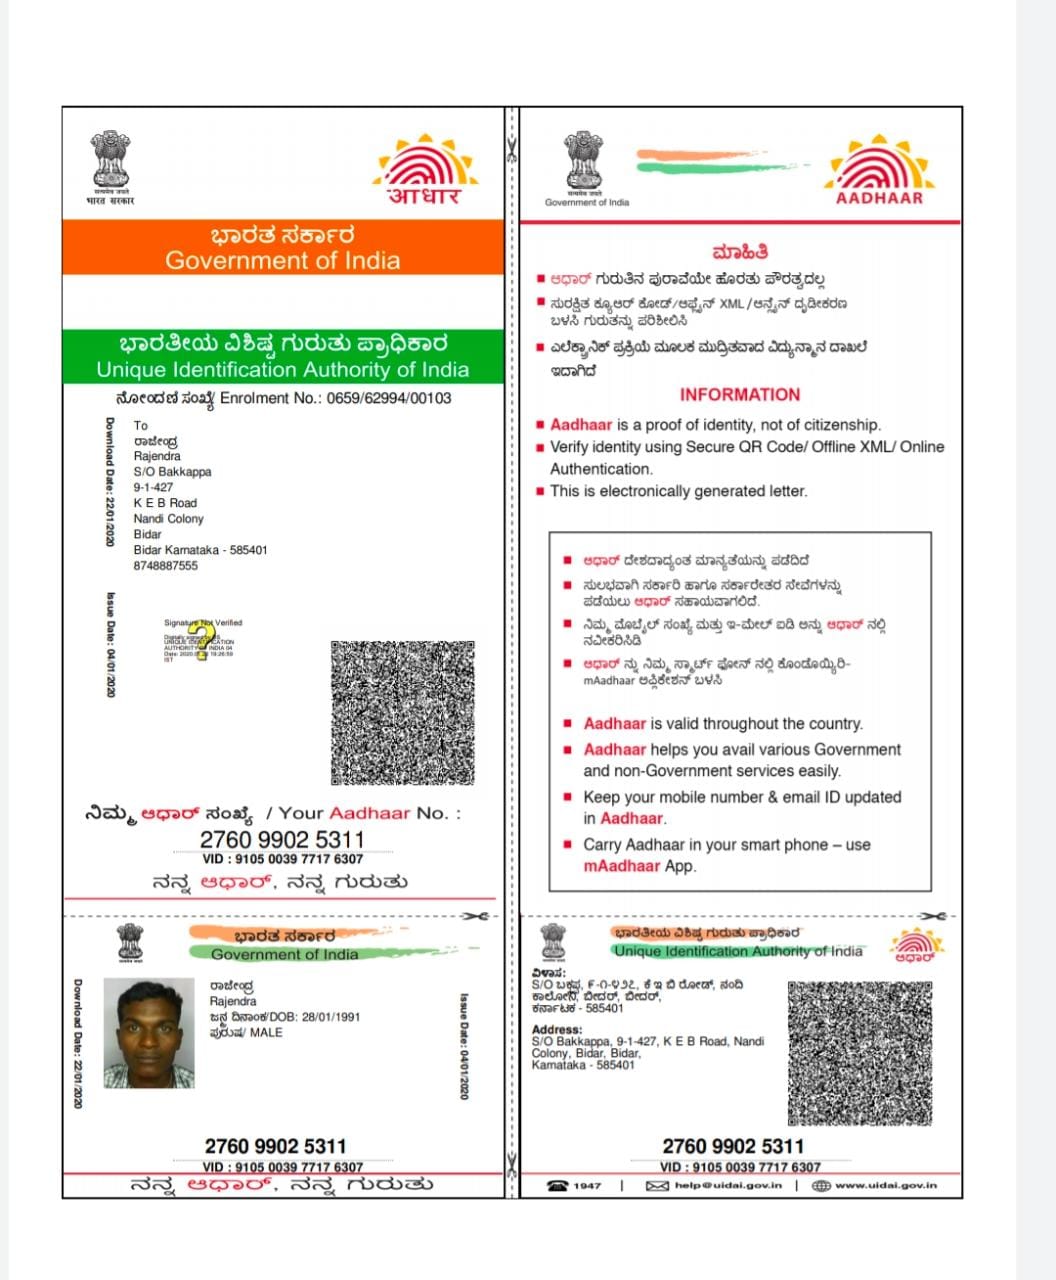 सत्यमेव जयते
भारत सरकार
आधार
ಭಾರತ ಸರ್ಕಾರ
Government of India
ಭಾರತೀಯ ವಿಶಿಷ್ಟ ಗುರುತು ಪ್ರಾಧಿಕಾರ
Unique Identification Authority of India
ನೋಂದಣಿ ಸಂಖ್ಯೆ/ Enrolment No.: 0659/62994/00103
Download Date: 22/01/2020
To
ರಾಜೇಂದ್ರ
Rajendra
S/O Bakkappa
9-1-427
K E B Road
Nandi Colony
Bidar
Bidar Karnataka - 585401
8748887555
Issue Date: 04/01/2020
Signature Not Verified
Digitally signed by DS
UNIQUE IDENTIFICATION
AUTHORITY OF INDIA 04
IST
ನಿಮ್ಮ ಆಧಾರ್ ಸಂಖ್ಯೆ / Your Aadhaar No. :
2760 9902 5311
VID : 9105 0039 7717 6307
ನನ್ನ ಆಧಾರ್, ನನ್ನ ಗುರುತು
सत्यमेव जयते
Government of India
AADHAAR
ಮಾಹಿತಿ
ಆಧಾರ್ ಗುರುತಿನ ಪುರಾವೆಯೇ ಹೊರತು ಪೌರತ್ವದಲ್ಲ
ಸುರಕ್ಷಿತ ಕ್ಯೂಆರ್ ಕೋಡ್/ಆಫ್ಲೈನ್ XML/ಆನ್ಲೈನ್ ದೃಢೀಕರಣ
ಬಳಸಿ ಗುರುತನ್ನು ಪರಿಶೀಲಿಸಿ
ಎಲೆಕ್ಟ್ರಾನಿಕ್ ಪ್ರಕ್ರಿಯೆ ಮೂಲಕ ಮುದ್ರಿತವಾದ ವಿದ್ಯುನ್ಮಾನ ದಾಖಲೆ
ಇದಾಗಿದೆ
INFORMATION
Aadhaar is a proof of identity, not of citizenship.
Verify identity using Secure QR Code/ Offline XML/ Online
Authentication.
This is electronically generated letter.
ಆಧಾರ್ ದೇಶದಾದ್ಯಂತ ಮಾನ್ಯತೆಯನ್ನು ಪಡೆದಿದೆ
ಸುಲಭವಾಗಿ ಸರ್ಕಾರಿ ಹಾಗೂ ಸರ್ಕಾರೇತರ ಸೇವೆಗಳನ್ನು
ಪಡೆಯಲು ಆಧಾರ್ ಸಹಾಯವಾಗಲಿದೆ.
ನಿಮ್ಮ ಮೊಬೈಲ್ ಸಂಖ್ಯೆ ಮತ್ತು ಇ-ಮೇಲ್ ಐಡಿ ಅನ್ನು ಆಧಾರ್ ನಲ್ಲಿ
ನವೀಕರಿಸಿಡಿ
ಆಧಾರ್ ನ್ನು ನಿಮ್ಮ ಸ್ಮಾರ್ಟ್ ಫೋನ್ ನಲ್ಲಿ ಕೊಂಡೊಯ್ಯಿರಿ-
mAadhaar ಅಪ್ಲಿಕೇಶನ್ ಬಳಸಿ
Aadhaar is valid throughout the country.
Aadhaar helps you avail various Government
and non-Government services easily.
Keep your mobile number & email ID updated
in Aadhaar.
Carry Aadhaar in your smart phone – use
mAadhaar App.
ಭಾರತ ಸರ್ಕಾರ
Government of India
Download Date: 22/01/2020
ರಾಜೇಂದ್ರ
Rajendra
ಜನ್ಮ ದಿನಾಂಕ/DOB: 28/01/1991
ಪುರುಷ/ MALE
Issue Date: 04/01/2020
2760 9902 5311
VID : 9105 0039 7717 6307
ನನ್ನ ಆಧಾರ್, ನನ್ನ ಗುರುತು
ಭಾರತೀಯ ವಿಶಿಷ್ಟ ಗುರುತು ಪ್ರಾಧಿಕಾರ
Unique Identification Authority of India
ಆಧಾರ್
ವಿಳಾಸ:
S/O ಬಕ್ಕಪ್ಪ, ೯-೧-೪೨೭, ಕೆ ಇ ಬಿ ರೋಡ್, ನಂದಿ
ಕಾಲೋನಿ, ಬೀದರ್, ಬೀದರ್,
ಕರ್ನಾಟಕ - 585401
Address:
S/O Bakkappa, 9-1-427, K E B Road, Nandi
Colony, Bidar, Bidar,
Karnataka - 585401
2760 9902 5311
VID : 9105 0039 7717 6307
1947 | help@uidai.gov.in | www.uidai.gov.in